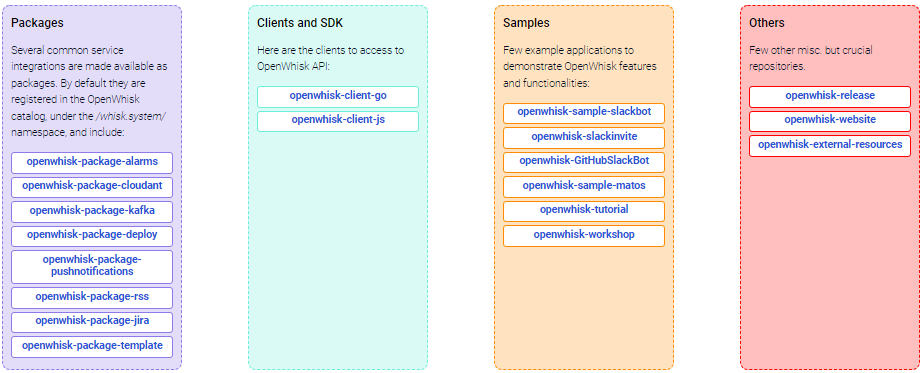 Packages
Several common service
integrations are made available as
packages. By default they are
registered in the OpenWhisk
catalog, under the /whisk.system/
namespace, and include:
openwhisk-package-alarms
openwhisk-package-cloudant
openwhisk-package-kafka
openwhisk-package-deploy
openwhisk-package-
pushnotifications
openwhisk-package-rss
openwhisk-package-jira
openwhisk-package-template
Clients and SDK
Here are the clients to access to
OpenWhisk API:
openwhisk-client-go
openwhisk-client-js
Samples
Few example applications to
demonstrate OpenWhisk features
and functionalities:
openwhisk-sample-slackbot
openwhisk-slackinvite
openwhisk-GitHubSlackBot
openwhisk-sample-matos
openwhisk-tutorial
openwhisk-workshop
Others
Few other misc. but crucial
repositories.
openwhisk-release
openwhisk-website
openwhisk-external-resources